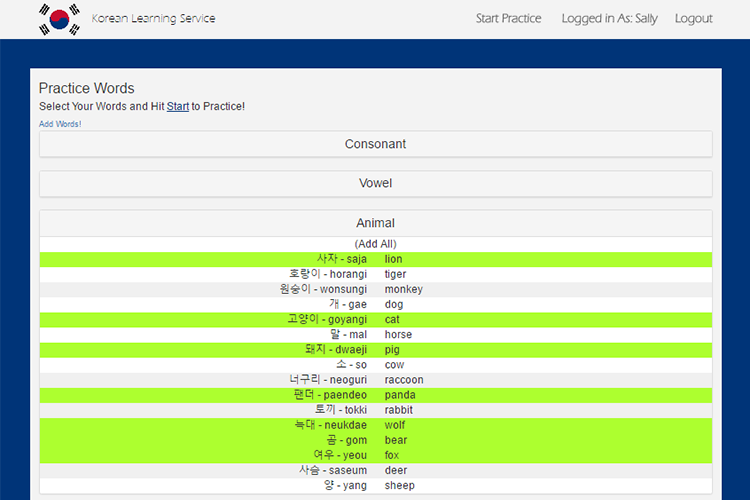 Korean Learning Service Start Practice Logged in As: Sally Logout
Practice Words
Select Your Words and Hit Start to Practice!
Add Words!
Consonant
Vowel
Animal
(Add All)
사자 - saja lion
호랑이 - horangi tiger
원숭이 - wonsungi monkey
개 - gae dog
고양이 - goyangi cat
말 - mal horse
돼지 - dwaeji pig
소 - so cow
너구리 - neoguri raccoon
팬더 - paendeo panda
토끼 - tokki rabbit
늑대 - neukdae wolf
곰 - gom bear
여우 - yeou fox
사슴 - saseum deer
양 - yang sheep